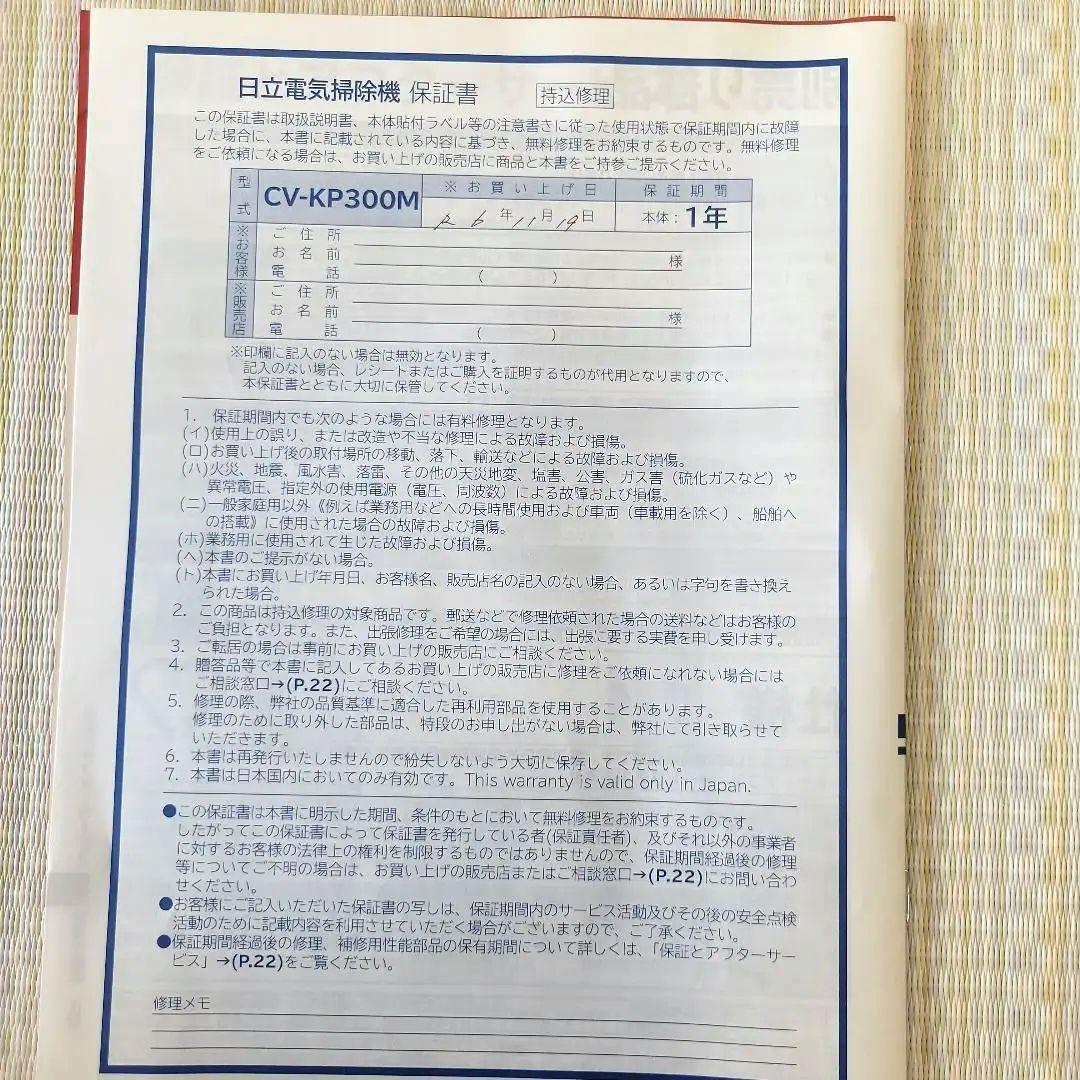 日立電気掃除機 保証書 持込修理
この保証書は取扱説明書、本体貼付ラベル等の注意書きに従った使用状態で保証期間内に故障
した場合に、本書に記載されている内容に基づき、無料修理をお約束するものです。無料修理
をご依頼になる場合は、お買い上げの販売店に商品と本書をご持参ご提示ください。
型式 CV-KP300M
※お買い上げ日
R 6年11月19日
保証期間
本体：1年
※お客様
ご住所
お名前 様
電話 ( )
※販売店
ご住所
お名前 様
電話 ( )
※印欄に記入のない場合は無効となります。
記入のない場合、レシートまたはご購入を証明するものが代用となりますので、
本保証書とともに大切に保管してください。
1. 保証期間内でも次のような場合には有料修理となります。
(イ)使用上の誤り、または改造や不当な修理による故障および損傷。
(ロ)お買い上げ後の取付場所の移動、落下、輸送などによる故障および損傷。
(ハ)火災、地震、風水害、落雷、その他の天災地変、塩害、公害、ガス害（硫化ガスなど）や
異常電圧、指定外の使用電源（電圧、周波数）による故障および損傷。
(ニ)一般家庭用以外《例えば業務用などへの長時間使用および車両（車載用を除く）、船舶へ
の搭載》に使用された場合の故障および損傷。
(ホ)業務用に使用されて生じた故障および損傷。
(ヘ)本書のご提示がない場合。
(ト)本書にお買い上げ年月日、お客様名、販売店名の記入のない場合、あるいは字句を書き換え
られた場合。
2. この商品は持込修理の対象商品です。郵送などで修理依頼された場合の送料などはお客様の
ご負担となります。また、出張修理をご希望の場合には、出張に要する実費を申し受けます。
3. ご転居の場合は事前にお買い上げの販売店にご相談ください。
4. 贈答品等で本書に記入してあるお買い上げの販売店に修理をご依頼になれない場合には
ご相談窓口→(P.22)にご相談ください。
5. 修理の際、弊社の品質基準に適合した再利用部品を使用することがあります。
修理のために取り外した部品は、特段のお申し出がない場合は、弊社にて引き取らせて
いただきます。
6. 本書は再発行いたしませんので紛失しないよう大切に保存してください。
7. 本書は日本国内においてのみ有効です。This warranty is valid only in Japan.
●この保証書は本書に明示した期間、条件のもとにおいて無料修理をお約束するものです。
したがってこの保証書によって保証書を発行している者(保証責任者)、及びそれ以外の事業者
に対するお客様の法律上の権利を制限するものではありませんので、保証期間経過後の修理
等についてご不明の場合は、お買い上げの販売店またはご相談窓口→(P.22)にお問い合わ
せください。
●お客様にご記入いただいた保証書の写しは、保証期間内のサービス活動及びその後の安全点検
活動のために記載内容を利用させていただく場合がございますので、ご了承ください。
●保証期間経過後の修理、補修用性能部品の保有期間について詳しくは、「保証とアフターサー
ビス」→(P.22)をご覧ください。
修理メモ